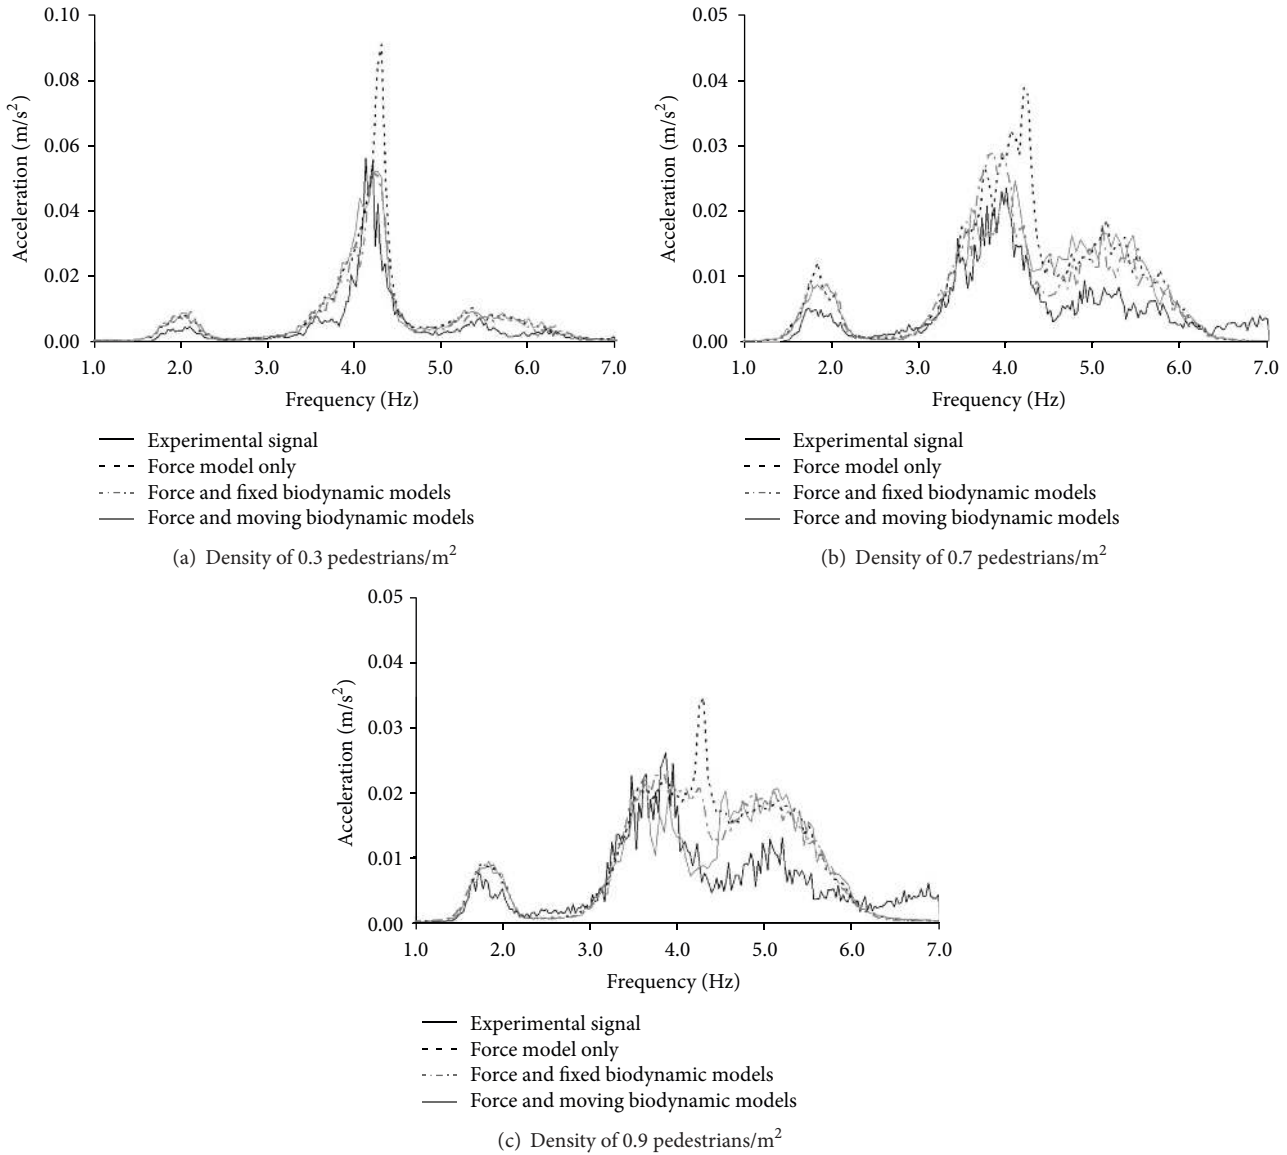 0.10
0.08
0.06
0.04
0.02
0.00
Acceleration (m/s²)
1.0 2.0 3.0 4.0 5.0 6.0 7.0
Frequency (Hz)
Experimental signal
Force model only
Force and fixed biodynamic models
Force and moving biodynamic models
(a) Density of 0.3 pedestrians/m²
0.05
0.04
0.03
0.02
0.01
0.00
Acceleration (m/s²)
1.0 2.0 3.0 4.0 5.0 6.0 7.0
Frequency (Hz)
Experimental signal
Force model only
Force and fixed biodynamic models
Force and moving biodynamic models
(b) Density of 0.7 pedestrians/m²
0.05
0.04
0.03
0.02
0.01
0.00
Acceleration (m/s²)
1.0 2.0 3.0 4.0 5.0 6.0 7.0
Frequency (Hz)
Experimental signal
Force model only
Force and fixed biodynamic models
Force and moving biodynamic models
(c) Density of 0.9 pedestrians/m²